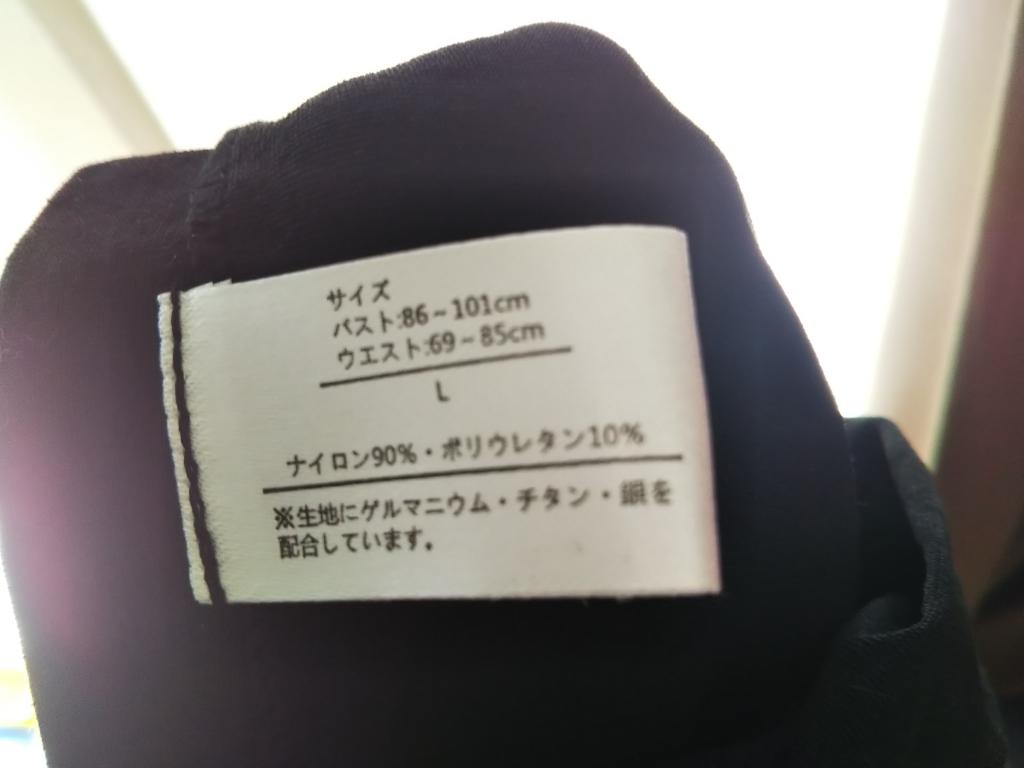 サイズ
バスト:86~101cm
ウエスト:69~85cm
L
ナイロン90%・ポリウレタン10%
※生地にゲルマニウム・チタン・銀を
配合しています。